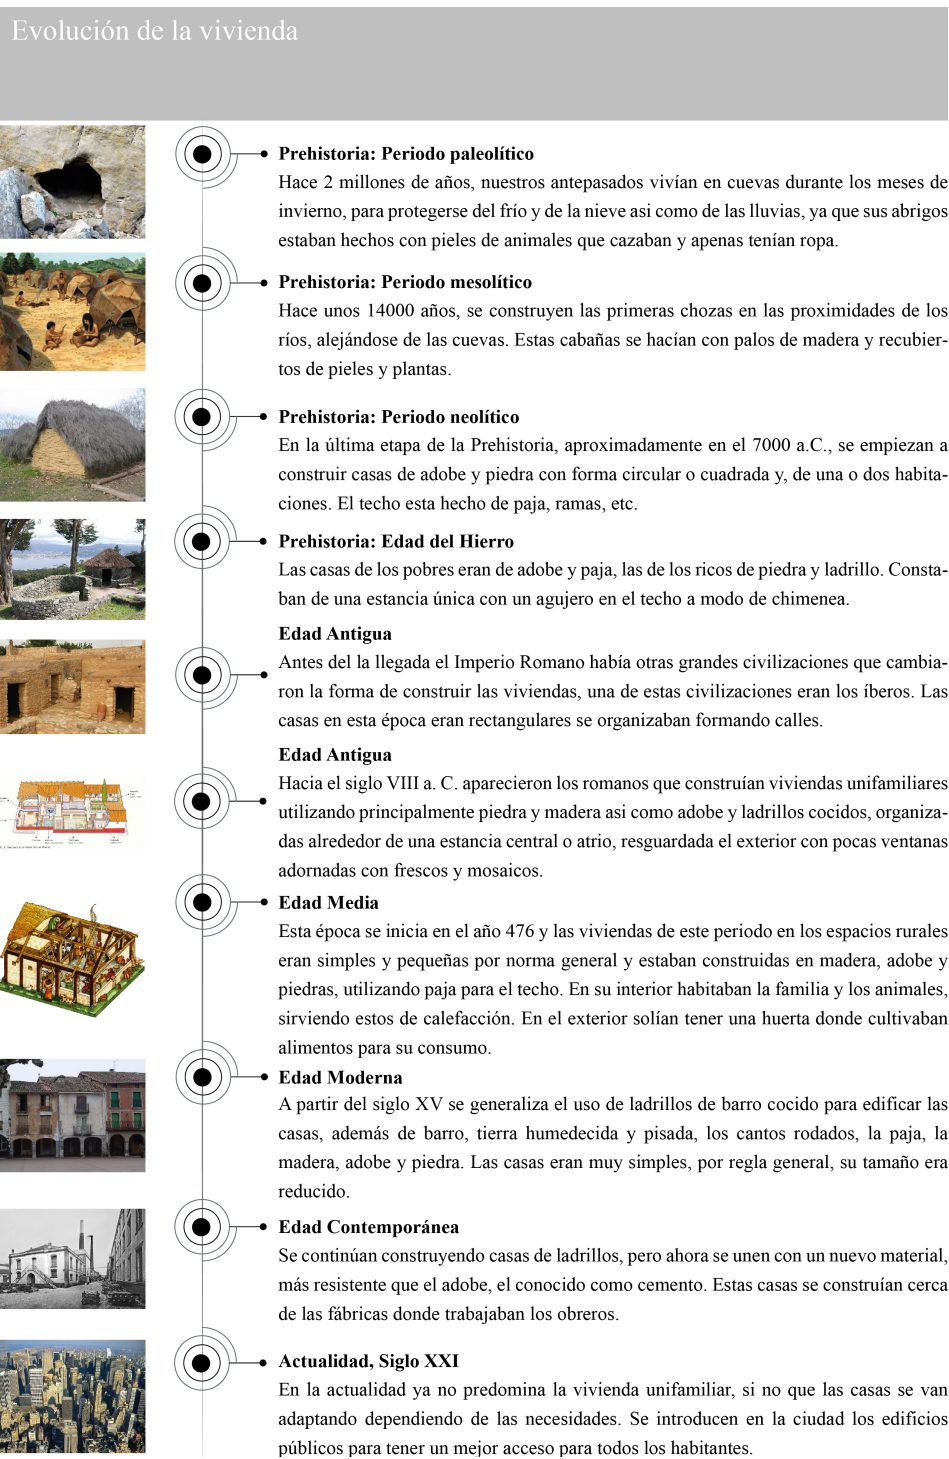 Evolución de la vivienda
Prehistoria: Periodo paleolítico
Hace 2 millones de años, nuestros antepasados vivían en cuevas durante los meses de
invierno, para protegerse del frío y de la nieve asi como de las lluvias, ya que sus abrigos
estaban hechos con pieles de animales que cazaban y apenas tenían ropa.
Prehistoria: Periodo mesolítico
Hace unos 14000 años, se construyen las primeras chozas en las proximidades de los
ríos, alejándose de las cuevas. Estas cabañas se hacían con palos de madera y recubier-
tos de pieles y plantas.
Prehistoria: Periodo neolítico
En la última etapa de la Prehistoria, aproximadamente en el 7000 a.C., se empiezan a
construir casas de adobe y piedra con forma circular o cuadrada y, de una o dos habita-
ciones. El techo esta hecho de paja, ramas, etc.
Prehistoria: Edad del Hierro
Las casas de los pobres eran de adobe y paja, las de los ricos de piedra y ladrillo. Consta-
ban de una estancia única con un agujero en el techo a modo de chimenea.
Edad Antigua
Antes del la llegada el Imperio Romano había otras grandes civilizaciones que cambia-
ron la forma de construir las viviendas, una de estas civilizaciones eran los íberos. Las
casas en esta época eran rectangulares se organizaban formando calles.
Edad Antigua
Hacia el siglo VIII a. C. aparecieron los romanos que construían viviendas unifamiliares
utilizando principalmente piedra y madera asi como adobe y ladrillos cocidos, organiza-
das alrededor de una estancia central o atrio, resguardada el exterior con pocas ventanas
adornadas con frescos y mosaicos.
Edad Media
Esta época se inicia en el año 476 y las viviendas de este periodo en los espacios rurales
eran simples y pequeñas por norma general y estaban construidas en madera, adobe y
piedras, utilizando paja para el techo. En su interior habitaban la familia y los animales,
sirviendo estos de calefacción. En el exterior solían tener una huerta donde cultivaban
alimentos para su consumo.
Edad Moderna
A partir del siglo XV se generaliza el uso de ladrillos de barro cocido para edificar las
casas, además de barro, tierra humedecida y pisada, los cantos rodados, la paja, la
madera, adobe y piedra. Las casas eran muy simples, por regla general, su tamaño era
reducido.
Edad Contemporánea
Se continúan construyendo casas de ladrillos, pero ahora se unen con un nuevo material,
más resistente que el adobe, el conocido como cemento. Estas casas se construían cerca
de las fábricas donde trabajaban los obreros.
Actualidad, Siglo XXI
En la actualidad ya no predomina la vivienda unifamiliar, si no que las casas se van
adaptando dependiendo de las necesidades. Se introducen en la ciudad los edificios
públicos para tener un mejor acceso para todos los habitantes.